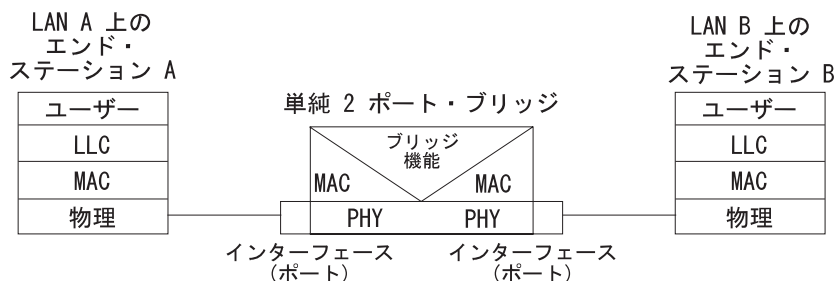 LAN A 上の
エンド・
ステーション A
ユーザー
LLC
MAC
物理
単純 2 ポート・ブリッジ
ブリッジ
機能
MAC
MAC
PHY
PHY
インターフェース
(ポート)
インターフェース
(ポート)
LAN B 上の
エンド・
ステーション B
ユーザー
LLC
MAC
物理